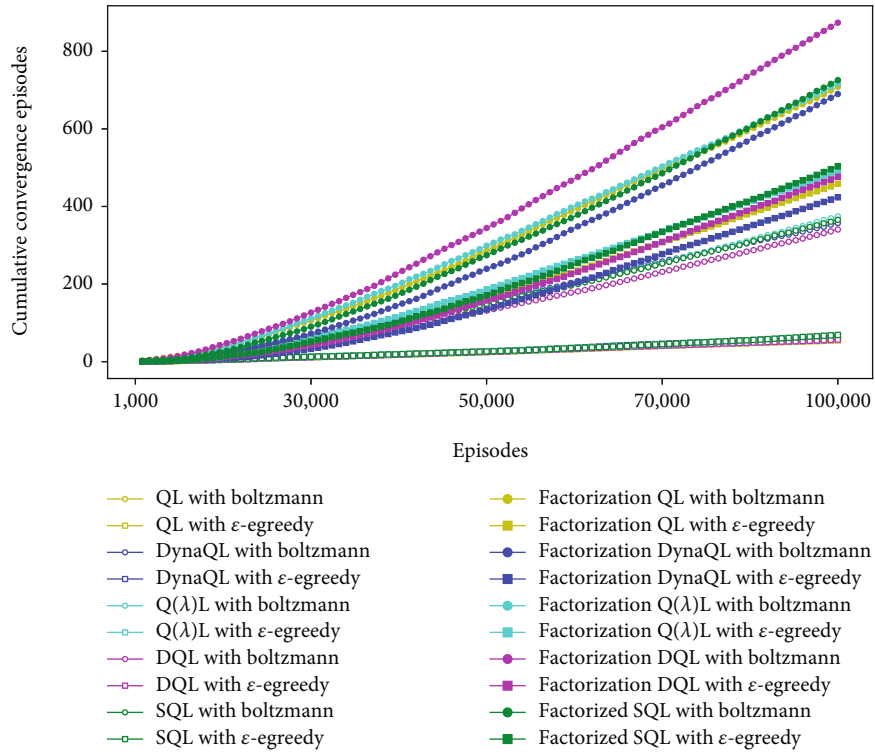 Cumulative convergence episodes
800
600
400
200
0
1,000 30,000 50,000 70,000 100,000
Episodes
QL with boltzmann
QL with ε-egreedy
DynaQL with boltzmann
DynaQL with ε-egreedy
Q(λ)L with boltzmann
Q(λ)L with ε-egreedy
DQL with boltzmann
DQL with ε-egreedy
SQL with boltzmann
SQL with ε-egreedy
Factorization QL with boltzmann
Factorization QL with ε-egreedy
Factorization DynaQL with boltzmann
Factorization DynaQL with ε-egreedy
Factorization Q(λ)L with boltzmann
Factorization Q(λ)L with ε-egreedy
Factorization DQL with boltzmann
Factorization DQL with ε-egreedy
Factorized SQL with boltzmann
Factorized SQL with ε-egreedy